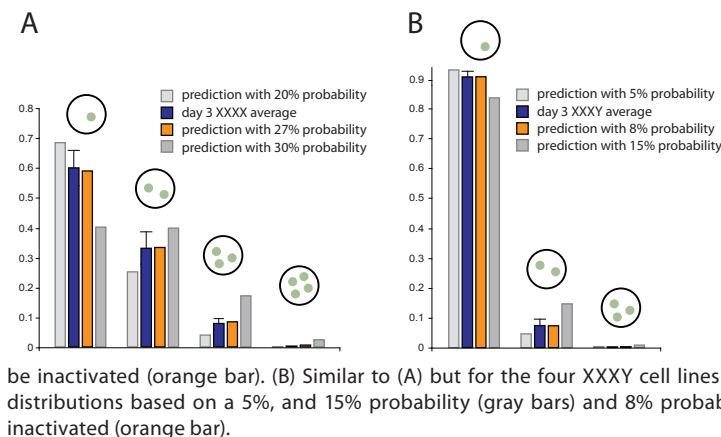 A
B
prediction with 20% probability
day 3 XXXX average
prediction with 27% probability
prediction with 30% probability
0.8
0.7
0.6
0.5
0.4
0.3
0.2
0.1
0
prediction with 5% probability
day 3 XXXY average
prediction with 8% probability
prediction with 15% probability
0.9
0.8
0.7
0.6
0.5
0.4
0.3
0.2
0.1
0
be inactivated (orange bar). (B) Similar to (A) but for the four XXXY cell lines
distributions based on a 5%, and 15% probability (gray bars) and 8% probab
inactivated (orange bar).